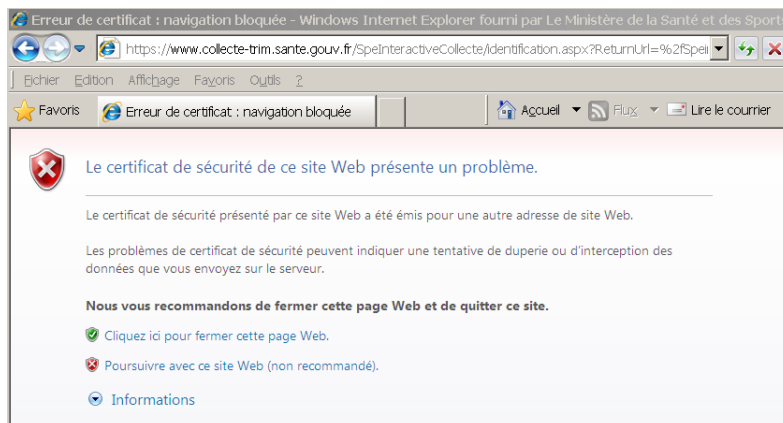 Erreur de certificat : navigation bloquée - Windows Internet Explorer fourni par Le Ministère de la Santé et des Sport
https://www.collecte-trim.sante.gouv.fr/SpeInteractiveCollecte/identification.aspx?ReturnUrl=%2fSpei
Fichier Edition Affichage Favoris Outils ?
Favoris Erreur de certificat : navigation bloquée Accueil Flux Lire le courrier
Le certificat de sécurité de ce site Web présente un problème.
Le certificat de sécurité présenté par ce site Web a été émis pour une autre adresse de site Web.
Les problèmes de certificat de sécurité peuvent indiquer une tentative de duperie ou d’interception des
données que vous envoyez sur le serveur.
Nous vous recommandons de fermer cette page Web et de quitter ce site.
Cliquez ici pour fermer cette page Web.
Poursuivre avec ce site Web (non recommandé).
Informations